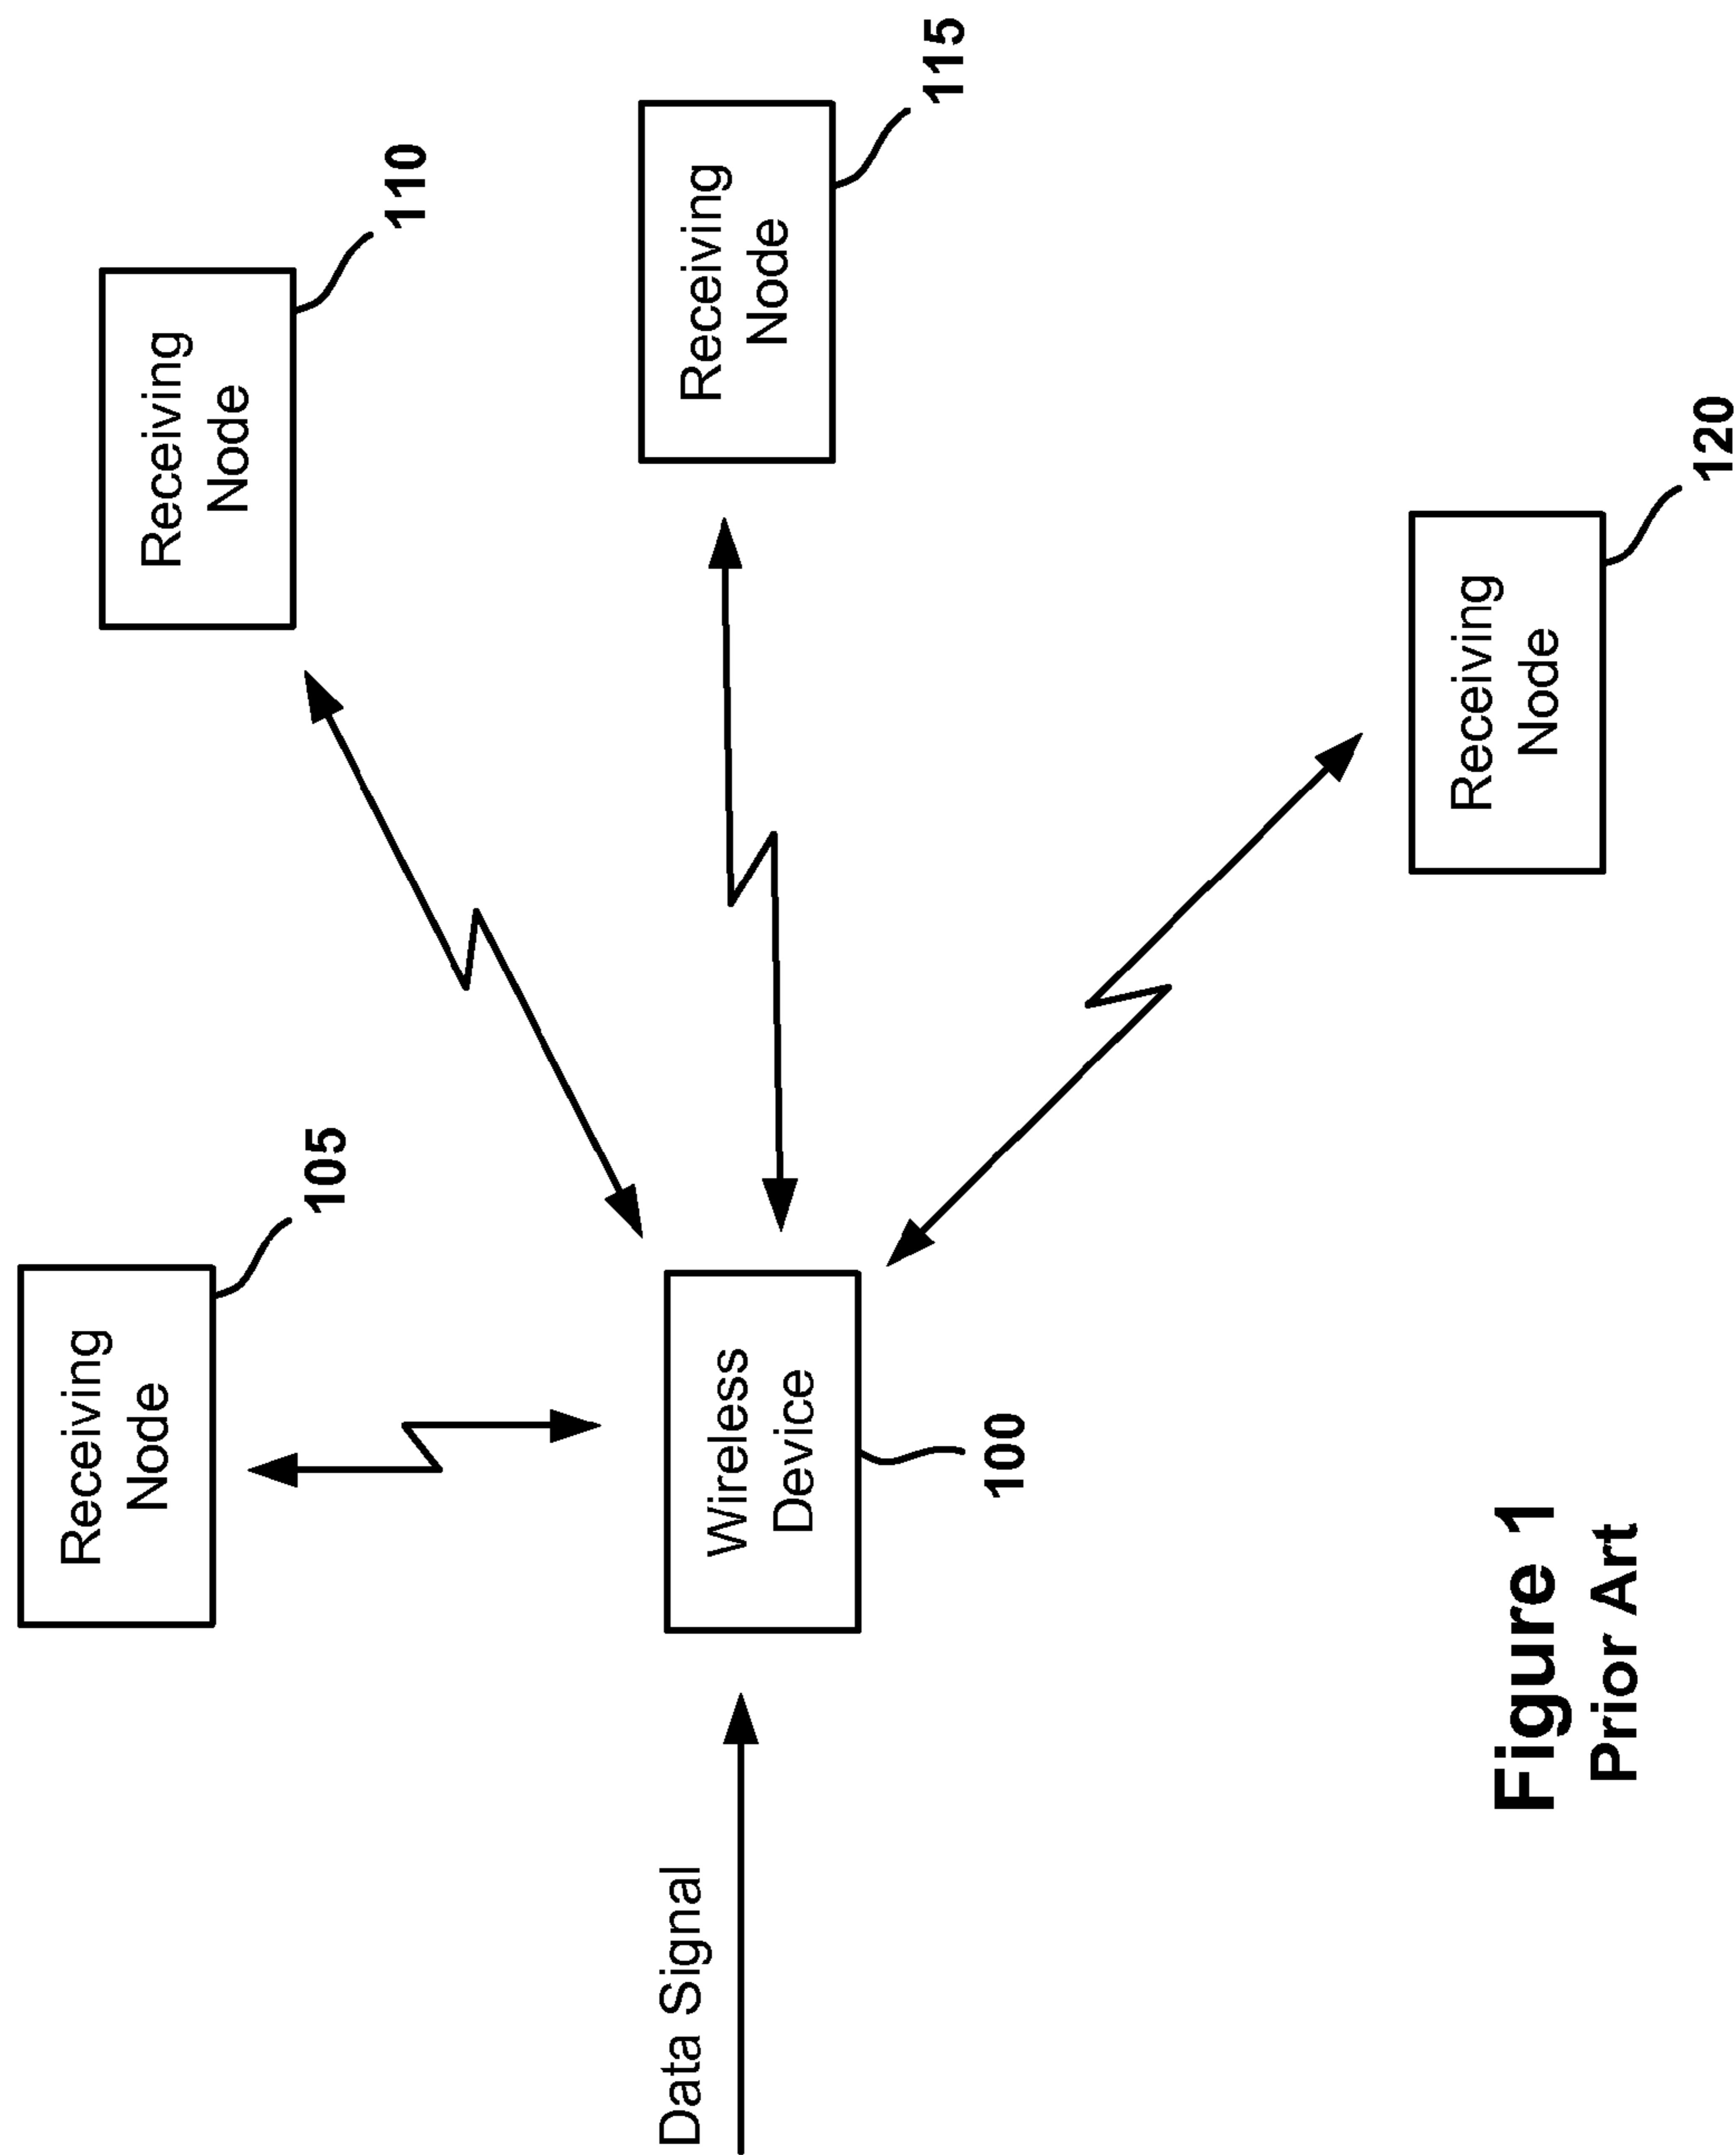 Receiving
Node
105
Receiving
Node
110
Receiving
Node
115
Data Signal
Wireless
Device
100
Receiving
Node
120
Figure 1
Prior Art